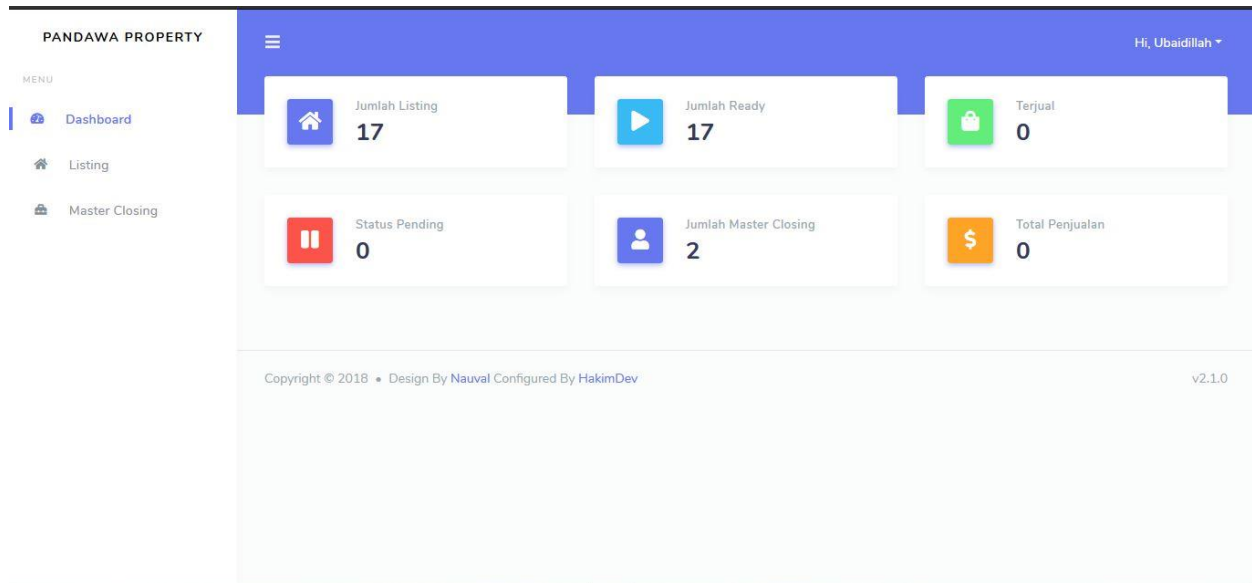 PANDAWA PROPERTY
Hi, Ubaidillah
MENU
Dashboard
Listing
Master Closing
Jumlah Listing
17
Jumlah Ready
17
Terjual
0
Status Pending
0
Jumlah Master Closing
2
Total Penjualan
0
Copyright © 2018 • Design By Nauval Configured By HakimDev
v2.1.0